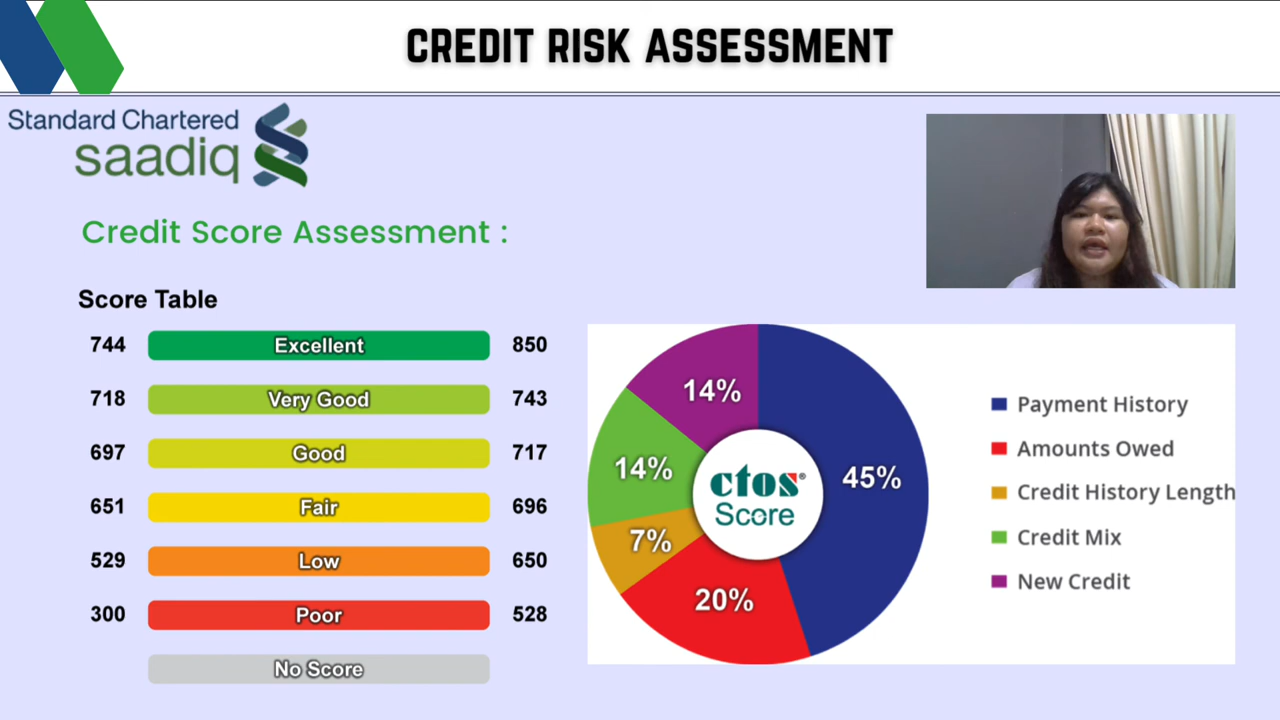 CREDIT RISK ASSESSMENT
Standard Chartered
saadiq
Credit Score Assessment :
Score Table
744 Excellent 850
718 Very Good 743
697 Good 717
651 Fair 696
529 Low 650
300 Poor 528
No Score
14%
45%
14%
7%
20%
ctos®
Score
Payment History
Amounts Owed
Credit History Length
Credit Mix
New Credit